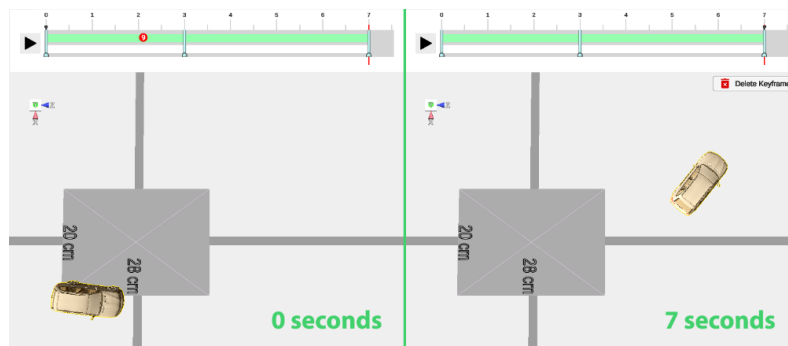 0 1 2 3 4 5 6 7
9
20 cm
28 cm
0 seconds
0 1 2 3 4 5 6 7
Delete Keyframe
20 cm
28 cm
7 seconds